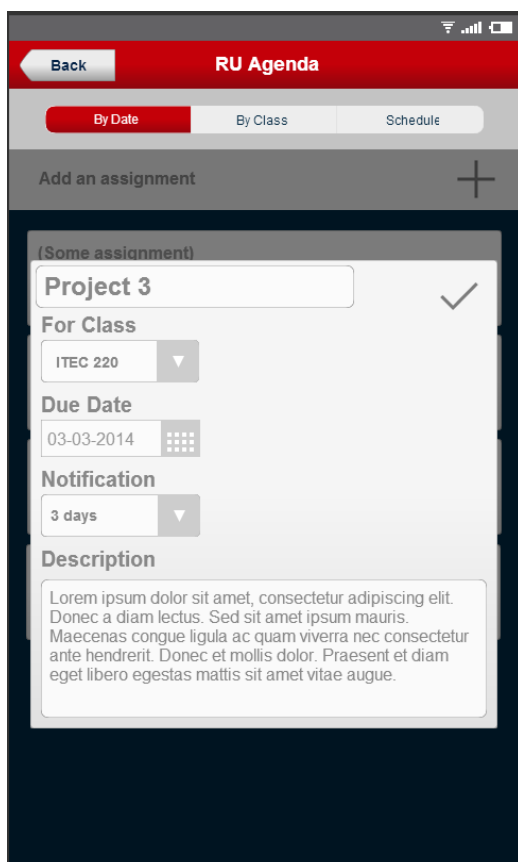 Back
RU Agenda
By Date
By Class
Schedule
Add an assignment
(Some assignment)
Project 3
For Class
ITEC 220
Due Date
03-03-2014
Notification
3 days
Description
Lorem ipsum dolor sit amet, consectetur adipiscing elit.
Donec a diam lectus. Sed sit amet ipsum mauris.
Maecenas congue ligula ac quam viverra nec consectetur
ante hendrerit. Donec et mollis dolor. Praesent et diam
eget libero egestas mattis sit amet vitae augue.